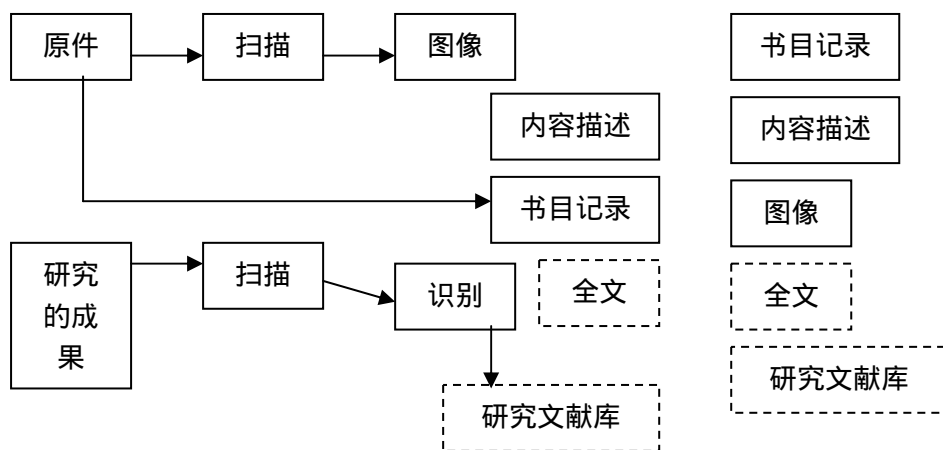 原件
扫描
图像
书目记录
内容描述
内容描述
书目记录
图像
研究
的成
果
扫描
识别
全文
全文
研究文献库
研究文献库